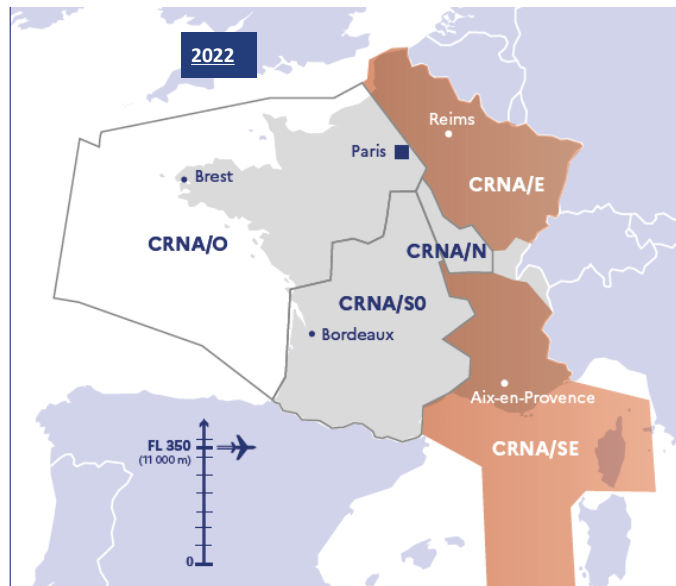 2022
Reims
Paris
CRNA/E
Brest
CRNA/O
CRNA/N
CRNA/S0
Bordeaux
Aix-en-Provence
CRNA/SE
FL 350
(11 000 m)
0